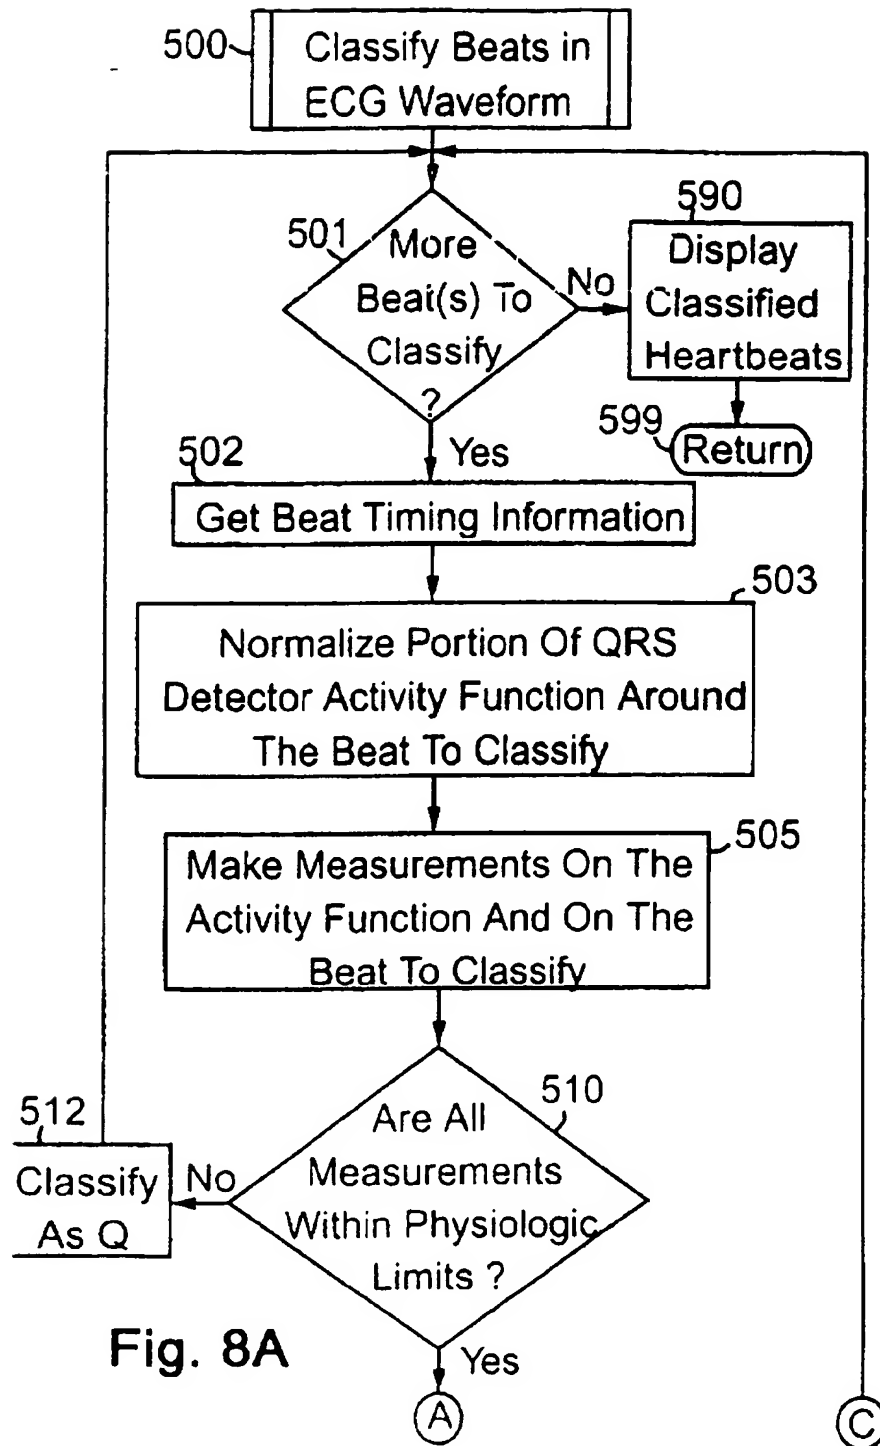 500
Classify Beats in
ECG Waveform
501
More
Beat(s) To
Classify
?
No
590
Display
Classified
Heartbeats
599
Return
Yes
502
Get Beat Timing Information
503
Normalize Portion Of QRS
Detector Activity Function Around
The Beat To Classify
505
Make Measurements On The
Activity Function And On The
Beat To Classify
510
Are All
Measurements
Within Physiologic
Limits ?
No
512
Classify
As Q
Yes
Fig. 8A
A
C